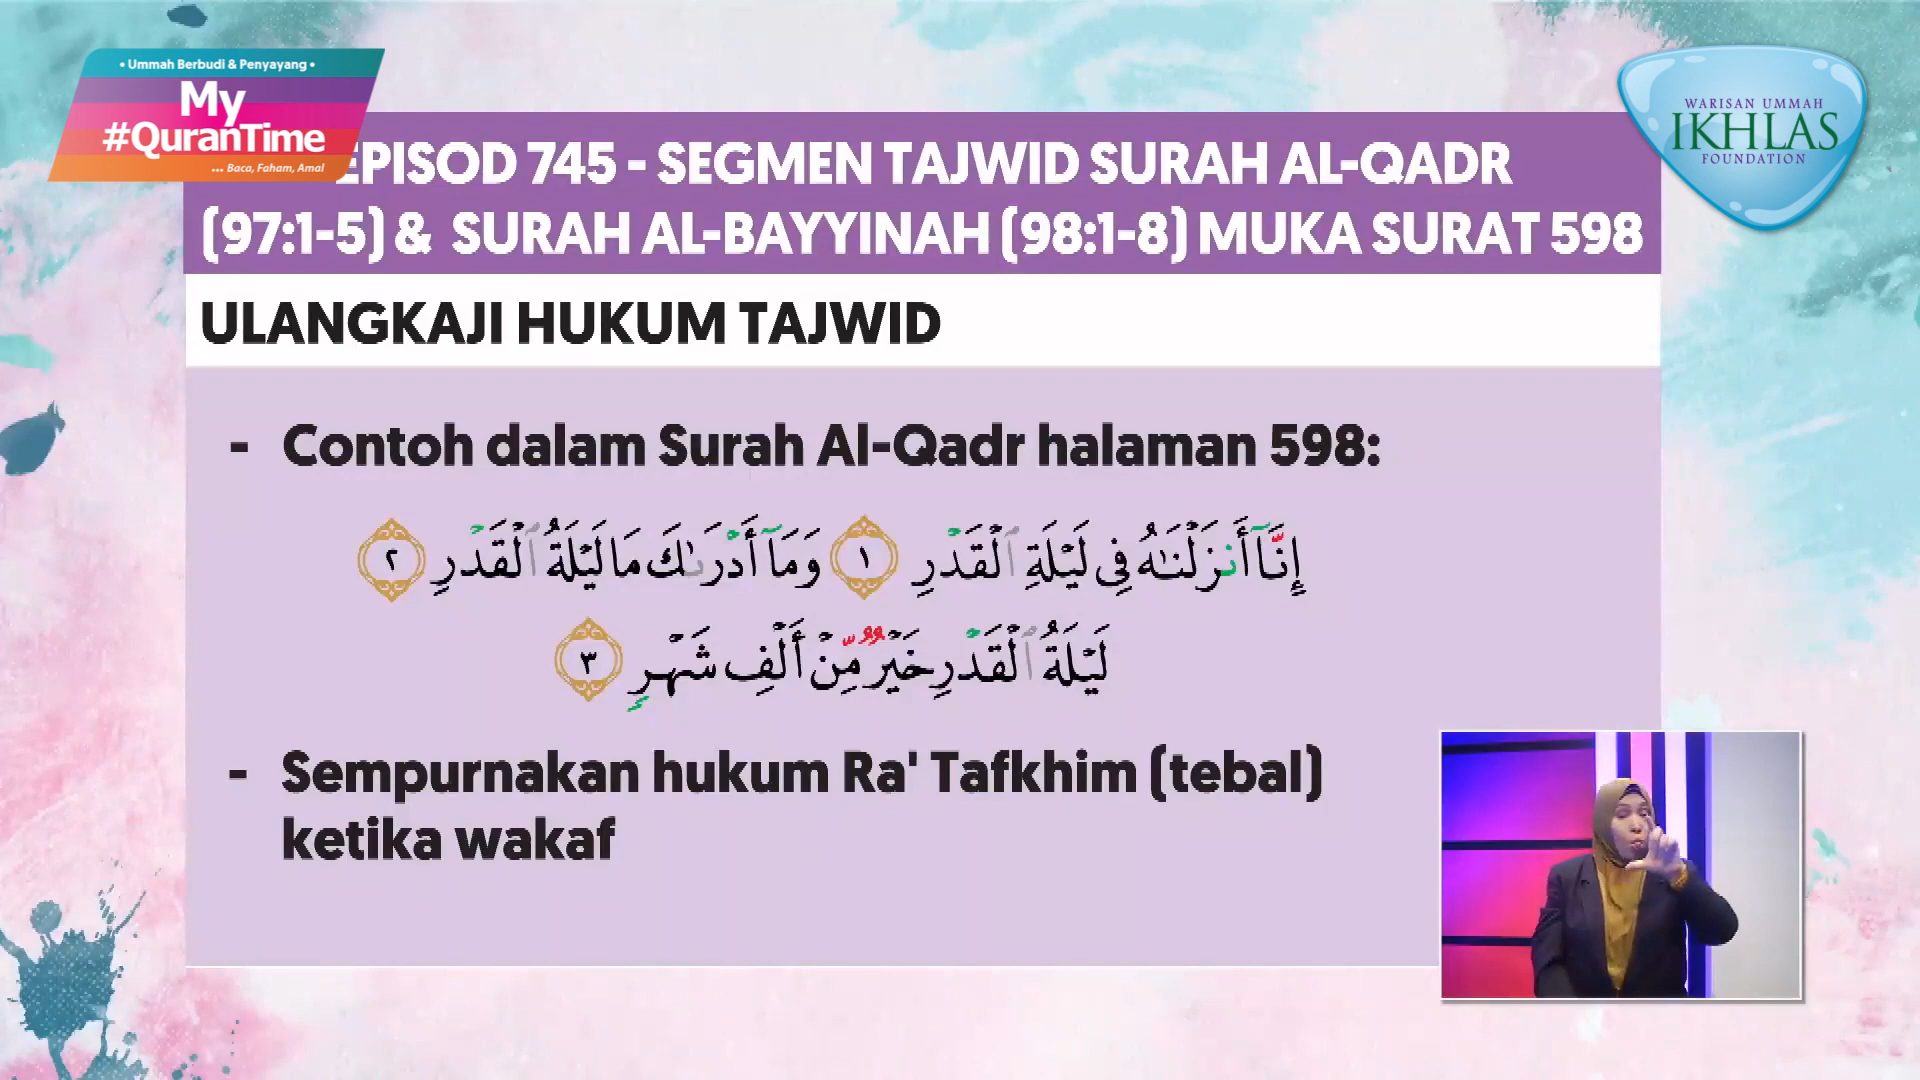 • Ummah Berbudi & Penyayang •
My
#QuranTime
... Baca, Faham, Amal
WARISAN UMMAH
IKHLAS
FOUNDATION
EPISOD 745 - SEGMEN TAJWID SURAH AL-QADR
(97:1-5) & SURAH AL-BAYYINAH (98:1-8) MUKA SURAT 598
ULANGKAJI HUKUM TAJWID
- Contoh dalam Surah Al-Qadr halaman 598:
إِنَّآ أَنزَلْنَٰهُ فِى لَيْلَةِ ٱلْقَدْرِ ١ وَمَآ أَدْرَىٰكَ مَا لَيْلَةُ ٱلْقَدْرِ ٢
لَيْلَةُ ٱلْقَدْرِ خَيْرٌ مِّنْ أَلْفِ شَهْرٍ ٣
- Sempurnakan hukum Ra' Tafkhim (tebal)
ketika wakaf